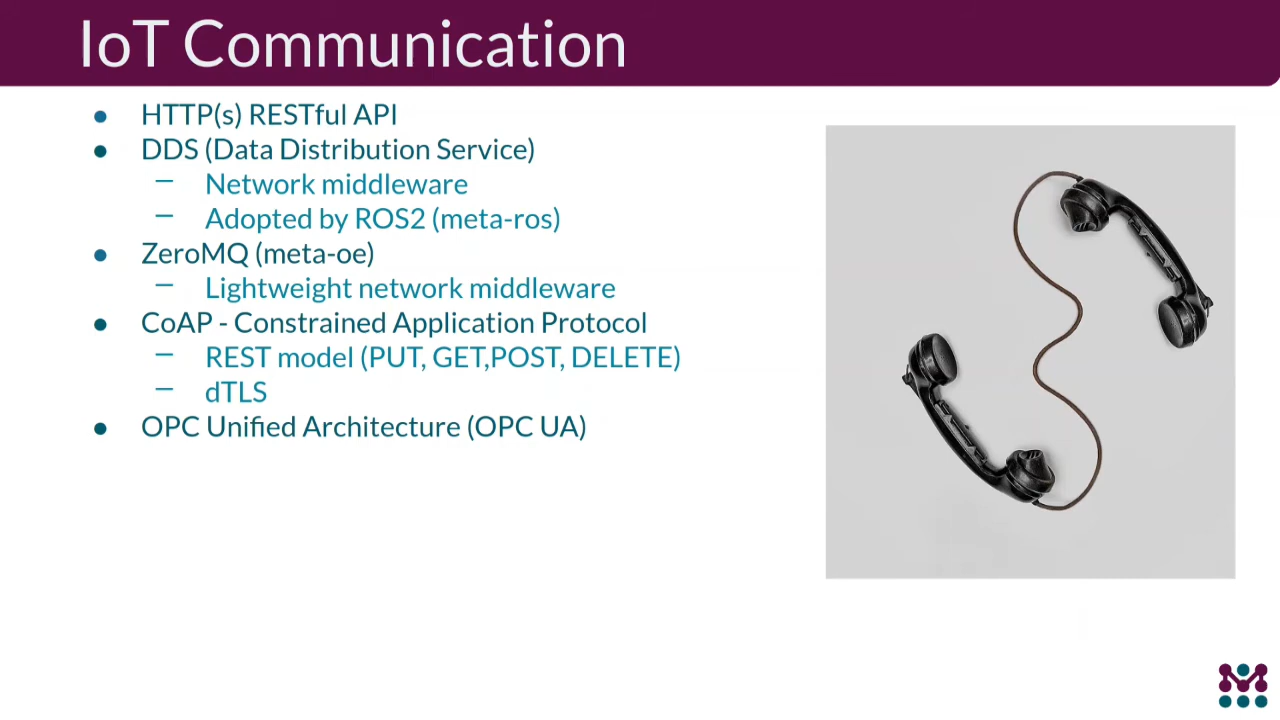 IoT Communication
● HTTP(s) RESTful API
● DDS (Data Distribution Service)
– Network middleware
– Adopted by ROS2 (meta-ros)
● ZeroMQ (meta-oe)
– Lightweight network middleware
● CoAP - Constrained Application Protocol
– REST model (PUT, GET,POST, DELETE)
– dTLS
● OPC Unified Architecture (OPC UA)